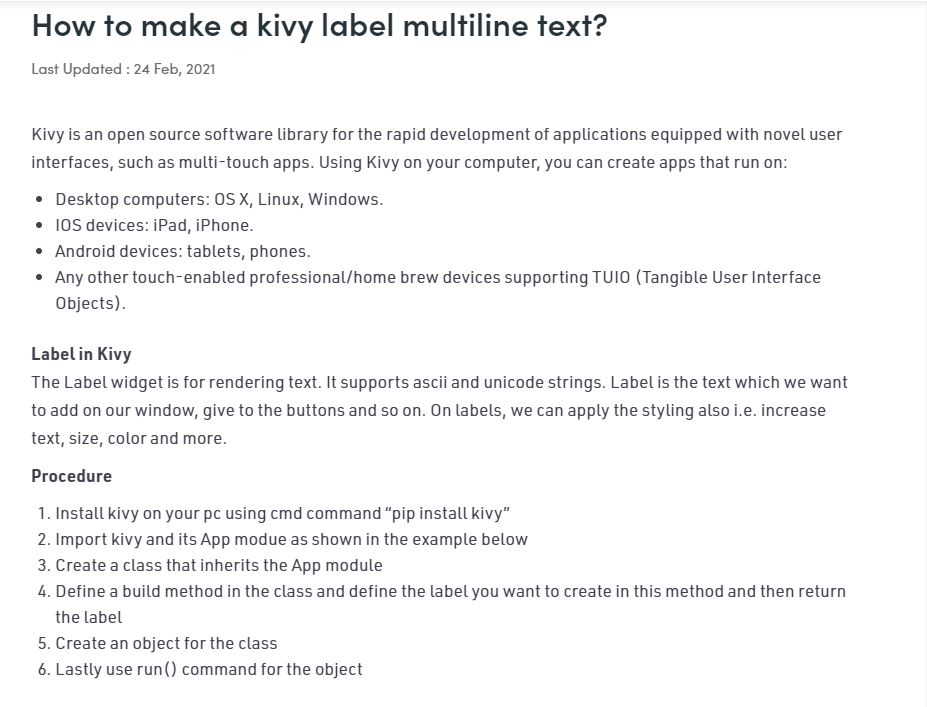 How to make a kivy label multiline text?
Last Updated : 24 Feb, 2021
Kivy is an open source software library for the rapid development of applications equipped with novel user
interfaces, such as multi-touch apps. Using Kivy on your computer, you can create apps that run on:
• Desktop computers: OS X, Linux, Windows.
• IOS devices: iPad, iPhone.
• Android devices: tablets, phones.
• Any other touch-enabled professional/home brew devices supporting TUIO (Tangible User Interface
Objects).
Label in Kivy
The Label widget is for rendering text. It supports ascii and unicode strings. Label is the text which we want
to add on our window, give to the buttons and so on. On labels, we can apply the styling also i.e. increase
text, size, color and more.
Procedure
1. Install kivy on your pc using cmd command “pip install kivy”
2. Import kivy and its App modue as shown in the example below
3. Create a class that inherits the App module
4. Define a build method in the class and define the label you want to create in this method and then return
the label
5. Create an object for the class
6. Lastly use run() command for the object